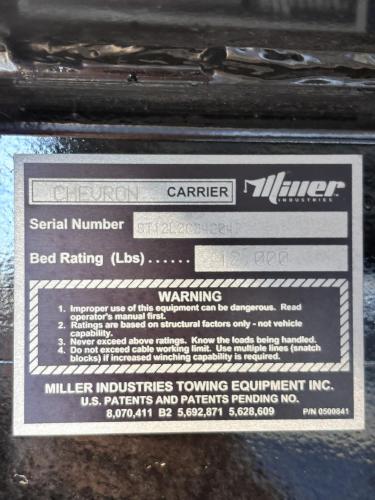 CHEVRON CARRIER Miller
INDUSTRIES
Serial Number
Bed Rating (Lbs)...... 12,000
WARNING
1. Improper use of this equipment can be dangerous. Read
operator's manual first.
2. Ratings are based on structural factors only - not vehicle
capability.
3. Never exceed above ratings. Know the loads being handled.
4. Do not exceed cable working limit. Use multiple lines (snatch
blocks) if increased winching capability is required.
MILLER INDUSTRIES TOWING EQUIPMENT INC.
U.S. PATENTS AND PATENTS PENDING NO.
8,070,411 B2 5,692,871 5,628,609 P/N 0500841